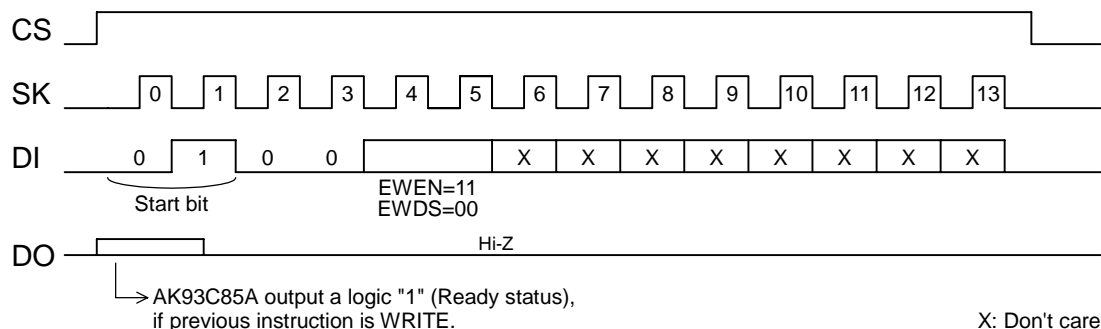 CS
SK 0 1 2 3 4 5 6 7 8 9 10 11 12 13
DI 0 1 0 0 X X X X X X X X
Start bit
EWEN=11
EWDS=00
DO Hi-Z
AK93C85A output a logic "1" (Ready status),
if previous instruction is WRITE.
X: Don't care